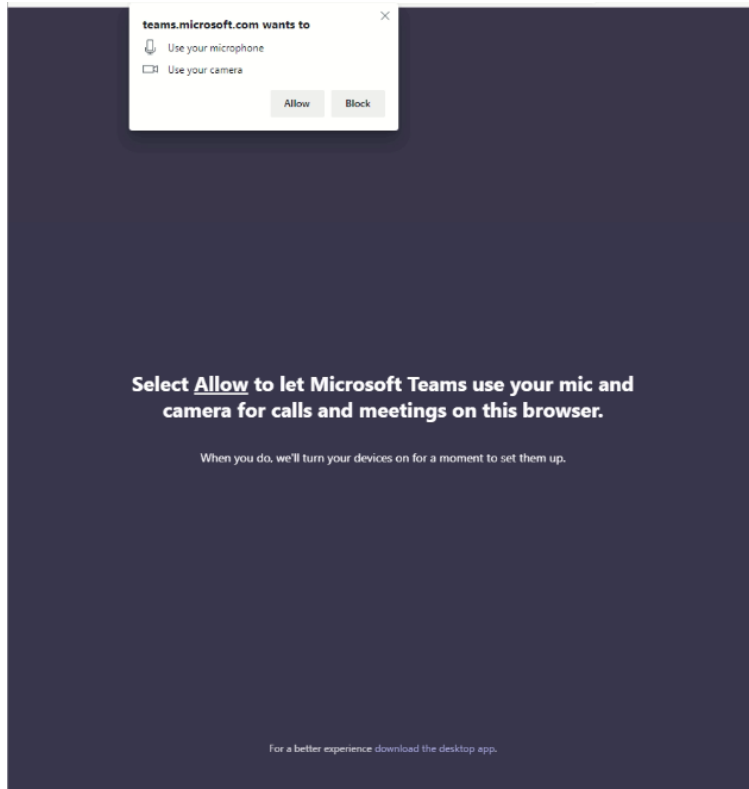 teams.microsoft.com wants to
Use your microphone
Use your camera
Allow Block
Select Allow to let Microsoft Teams use your mic and
camera for calls and meetings on this browser.
When you do, we'll turn your devices on for a moment to set them up.
For a better experience download the desktop app.